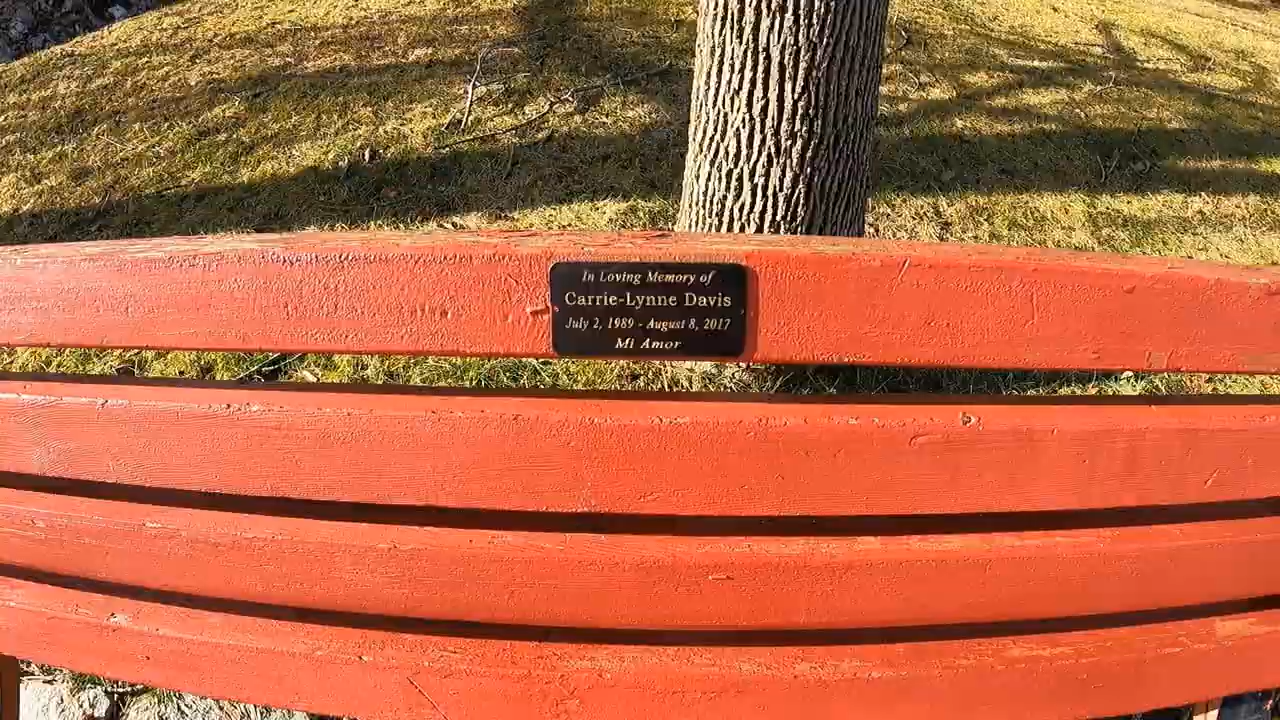 In Loving Memory of
Carrie-Lynne Davis
July 2, 1989 - August 8, 2017
Mi Amor